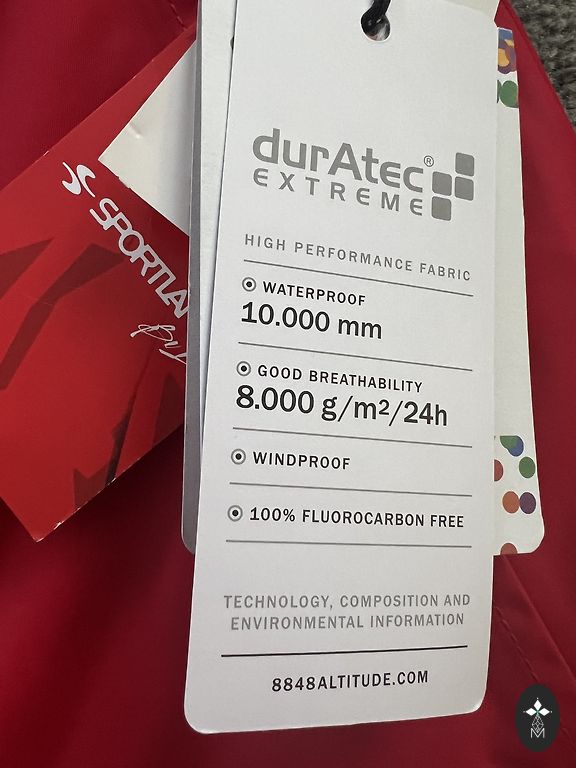 durAtec®
EXTREME
HIGH PERFORMANCE FABRIC
WATERPROOF
10.000 mm
GOOD BREATHABILITY
8.000 g/m²/24h
WINDPROOF
100% FLUOROCARBON FREE
TECHNOLOGY, COMPOSITION AND
ENVIRONMENTAL INFORMATION
8848ALTITUDE.COM
SPORTLA
M